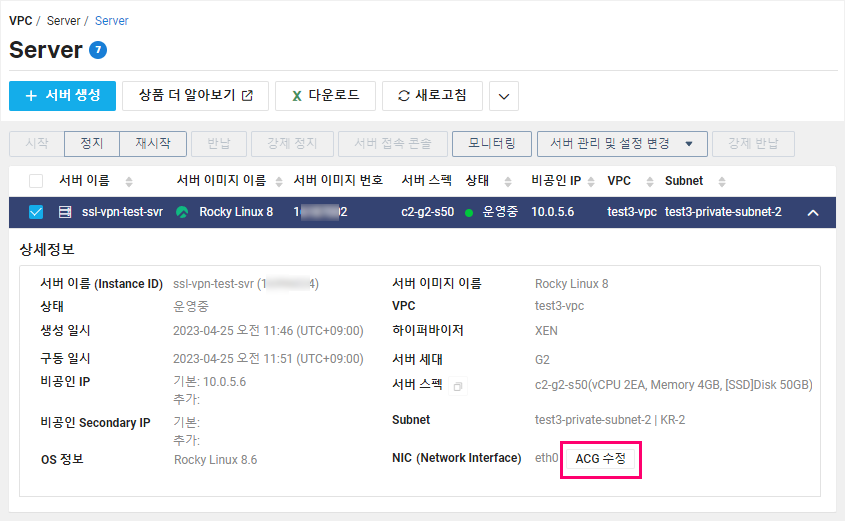 VPC / Server / Server
Server 7
+ 서버 생성 상품 더 알아보기 X 다운로드 새로고침
시작 정지 재시작 반납 강제 정지 서버 접속 콘솔 모니터링 서버 관리 및 설정 변경 강제 반납
서버 이름 서버 이미지 이름 서버 이미지 번호 서버 스펙 상태 비공인 IP VPC Subnet
ssl-vpn-test-svr Rocky Linux 8 c2-g2-s50 운영중 10.0.5.6 test3-vpc test3-private-subnet-2
상세정보
서버 이름 (Instance ID) ssl-vpn-test-svr 서버 이미지 이름 Rocky Linux 8
상태 운영중 VPC test3-vpc
생성 일시 2023-04-25 오전 11:46 (UTC+09:00) 하이퍼바이저 XEN
구동 일시 2023-04-25 오전 11:51 (UTC+09:00) 서버 세대 G2
비공인 IP 기본: 10.0.5.6 서버 스펙 c2-g2-s50(vCPU 2EA, Memory 4GB, [SSD]Disk 50GB)
추가:
비공인 Secondary IP 기본: Subnet test3-private-subnet-2 | KR-2
추가:
OS 정보 Rocky Linux 8.6 NIC (Network Interface) eth0 ACG 수정